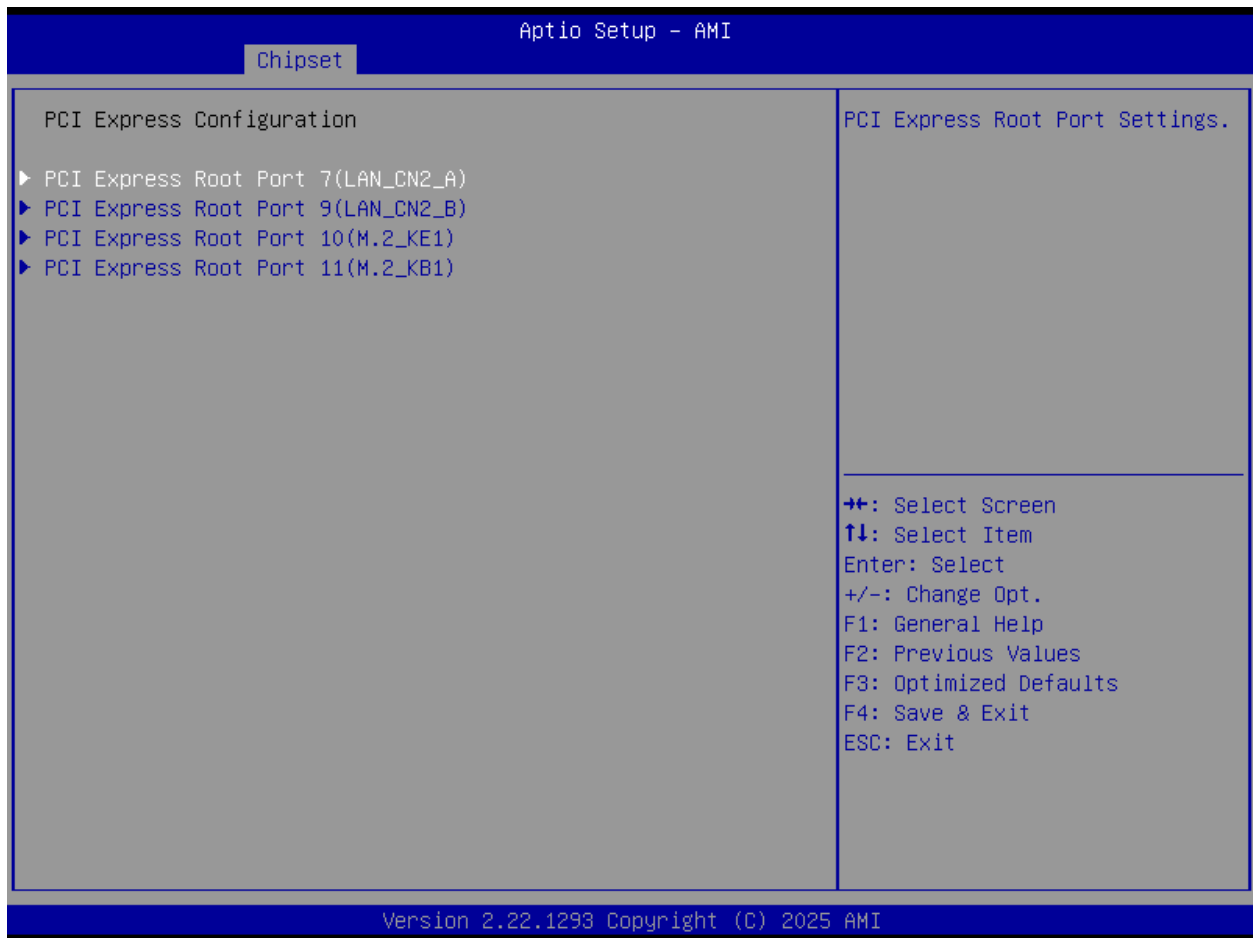 Aptio Setup – AMI
Chipset
PCI Express Configuration
▶ PCI Express Root Port 7(LAN_CN2_A)
▶ PCI Express Root Port 9(LAN_CN2_B)
▶ PCI Express Root Port 10(M.2_KE1)
▶ PCI Express Root Port 11(M.2_KB1)
PCI Express Root Port Settings.
→←: Select Screen
↑↓: Select Item
Enter: Select
+/-: Change Opt.
F1: General Help
F2: Previous Values
F3: Optimized Defaults
F4: Save & Exit
ESC: Exit
Version 2.22.1293 Copyright (C) 2025 AMI